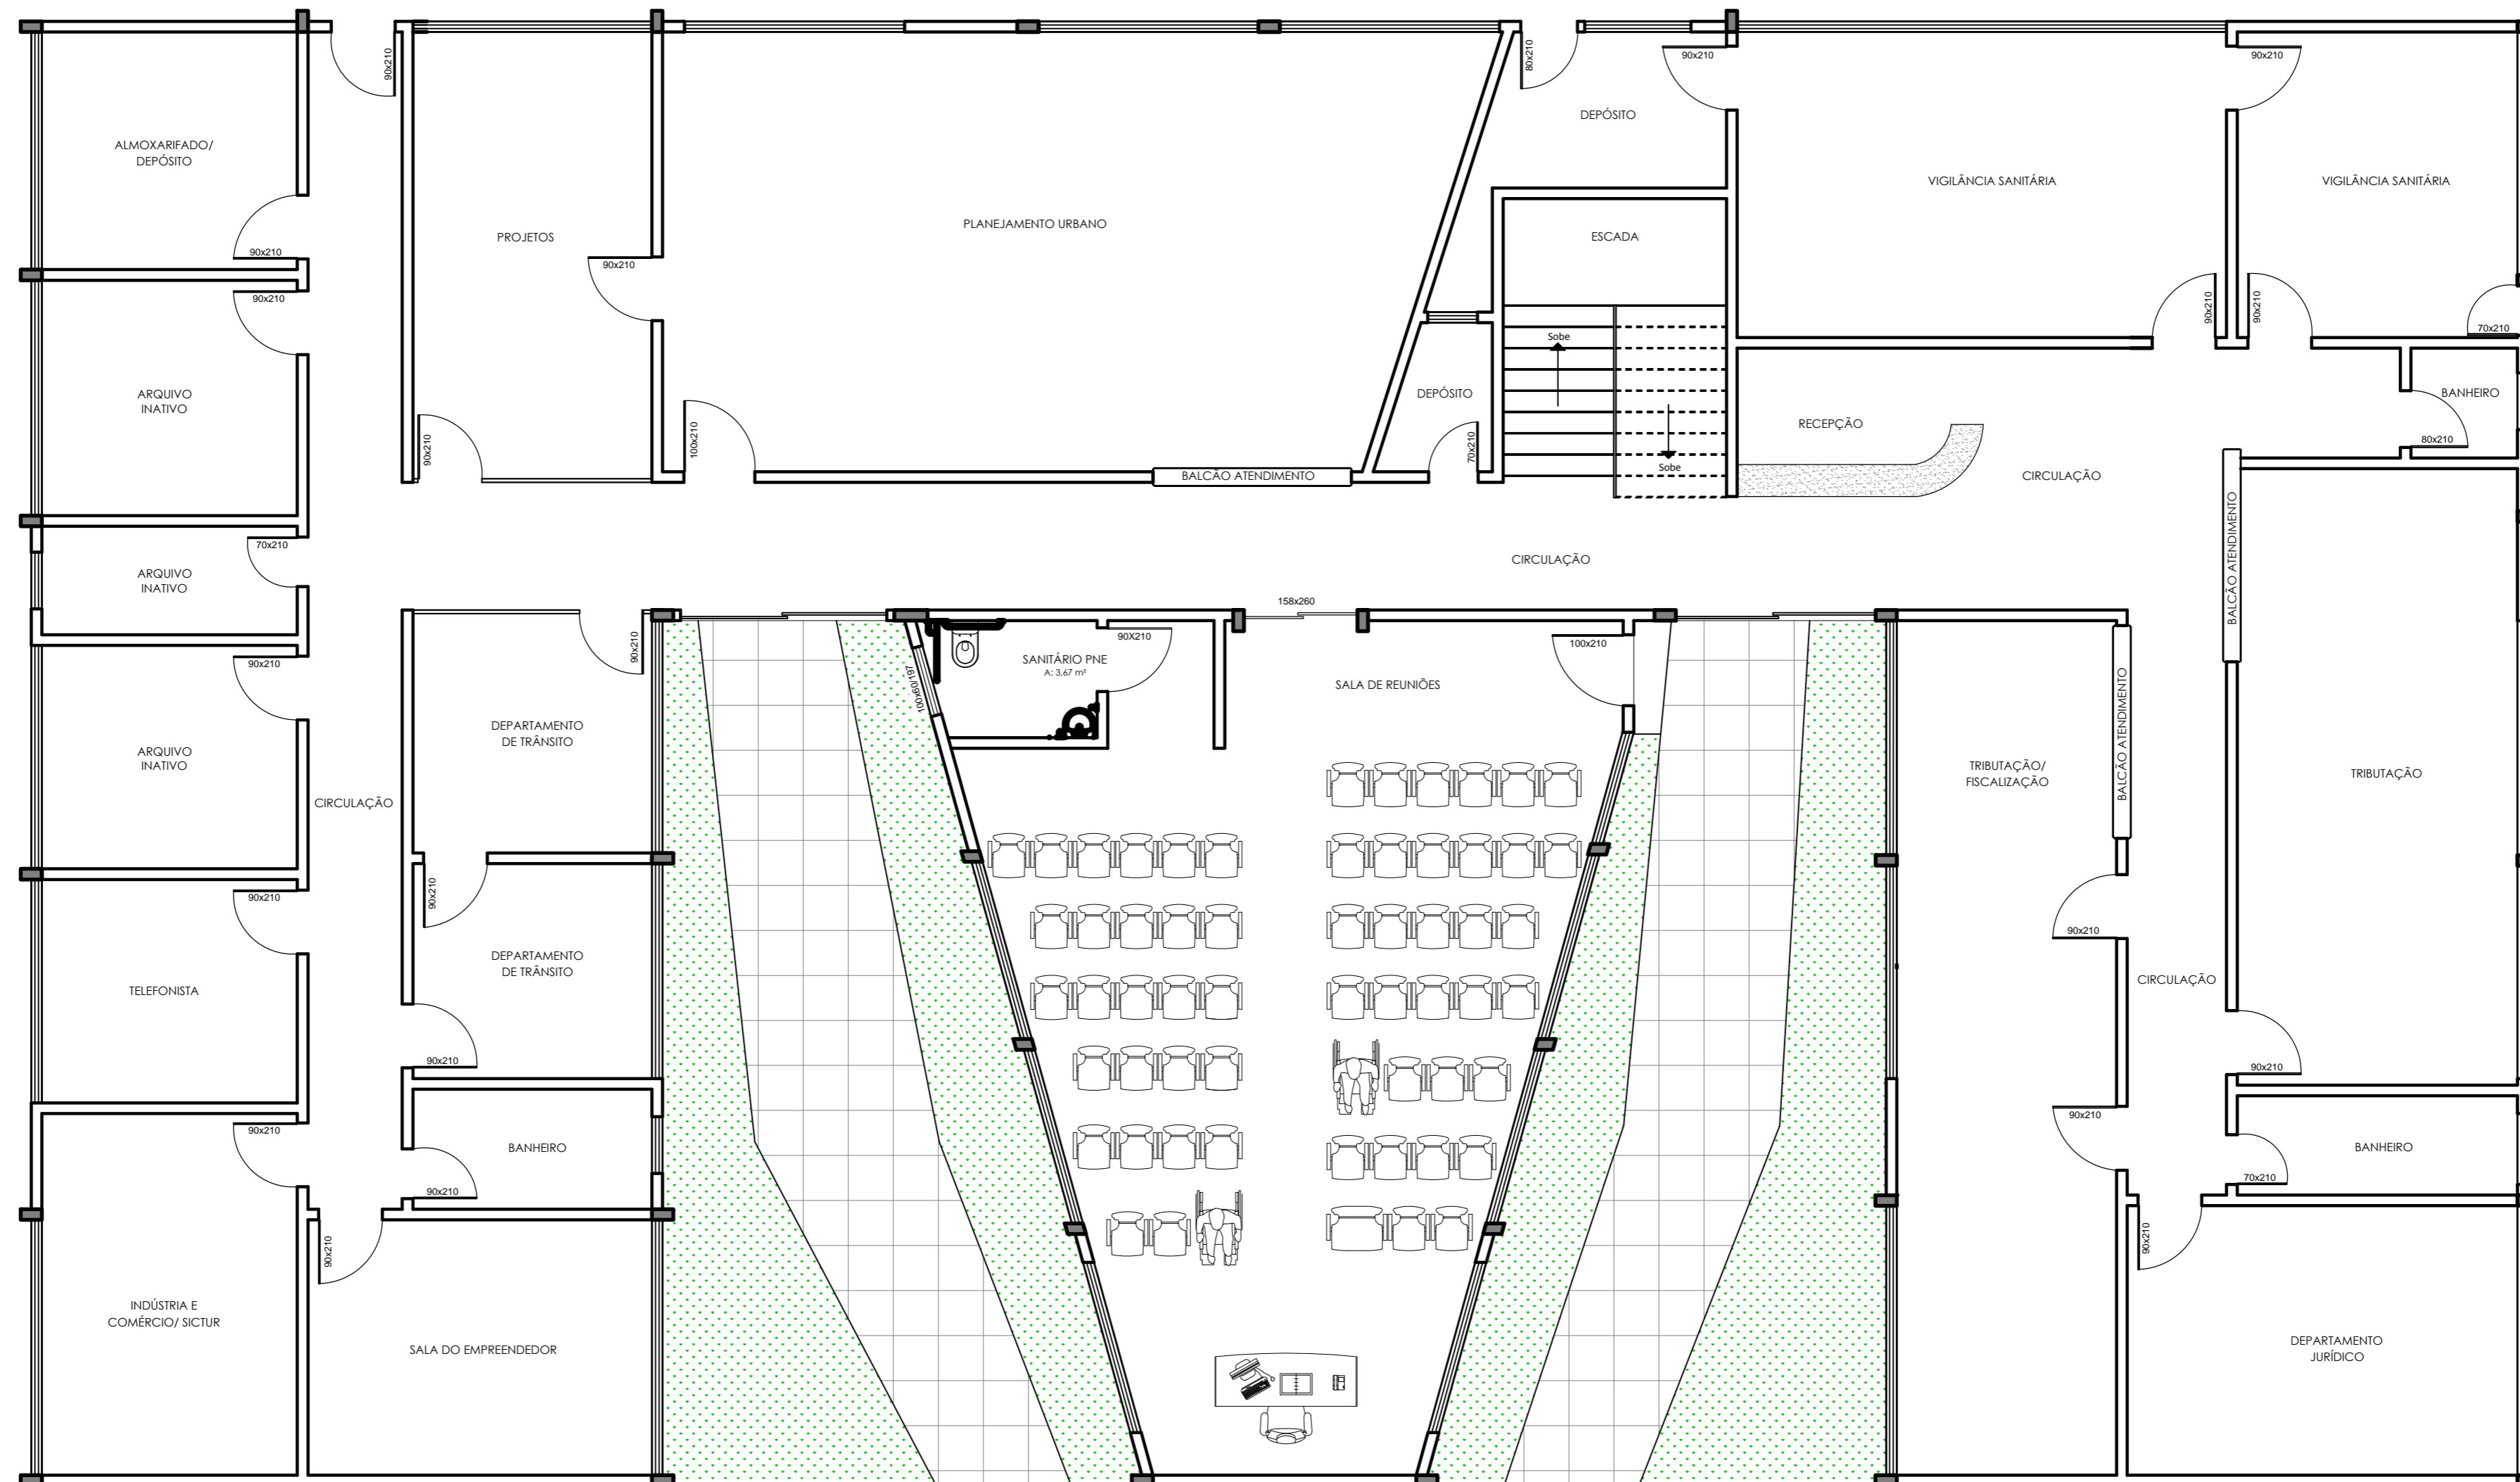 90x210
80x210
90x210
90x210
DEPÓSITO
ALMOXARIFADO/
DEPÓSITO
VIGILÂNCIA SANITÁRIA
VIGILÂNCIA SANITÁRIA
PLANEJAMENTO URBANO
PROJETOS
ESCADA
90x210
90x210
90x210
90x210
90x210
70x210
Sobe
ARQUIVO
INATIVO
DEPÓSITO
BANHEIRO
RECEPÇÃO
90x210
100x210
70x210
80x210
Sobe
BALCÃO ATENDIMENTO
CIRCULAÇÃO
70x210
BALCÃO ATENDIMENTO
CIRCULAÇÃO
ARQUIVO
INATIVO
158x260
90x210
90x210
90X210
100x210
SANITÁRIO PNE
A: 3,67 m²
100x60/197
SALA DE REUNIÕES
DEPARTAMENTO
DE TRÂNSITO
BALCÃO ATENDIMENTO
ARQUIVO
INATIVO
TRIBUTAÇÃO/
FISCALIZAÇÃO
TRIBUTAÇÃO
CIRCULAÇÃO
90x210
90x210
90x210
DEPARTAMENTO
DE TRÂNSITO
CIRCULAÇÃO
TELEFONISTA
90x210
90x210
90x210
90x210
BANHEIRO
BANHEIRO
90x210
70x210
90x210
90x210
INDÚSTRIA E
COMÉRCIO/ SICTUR
SALA DO EMPREENDEDOR
DEPARTAMENTO
JURÍDICO